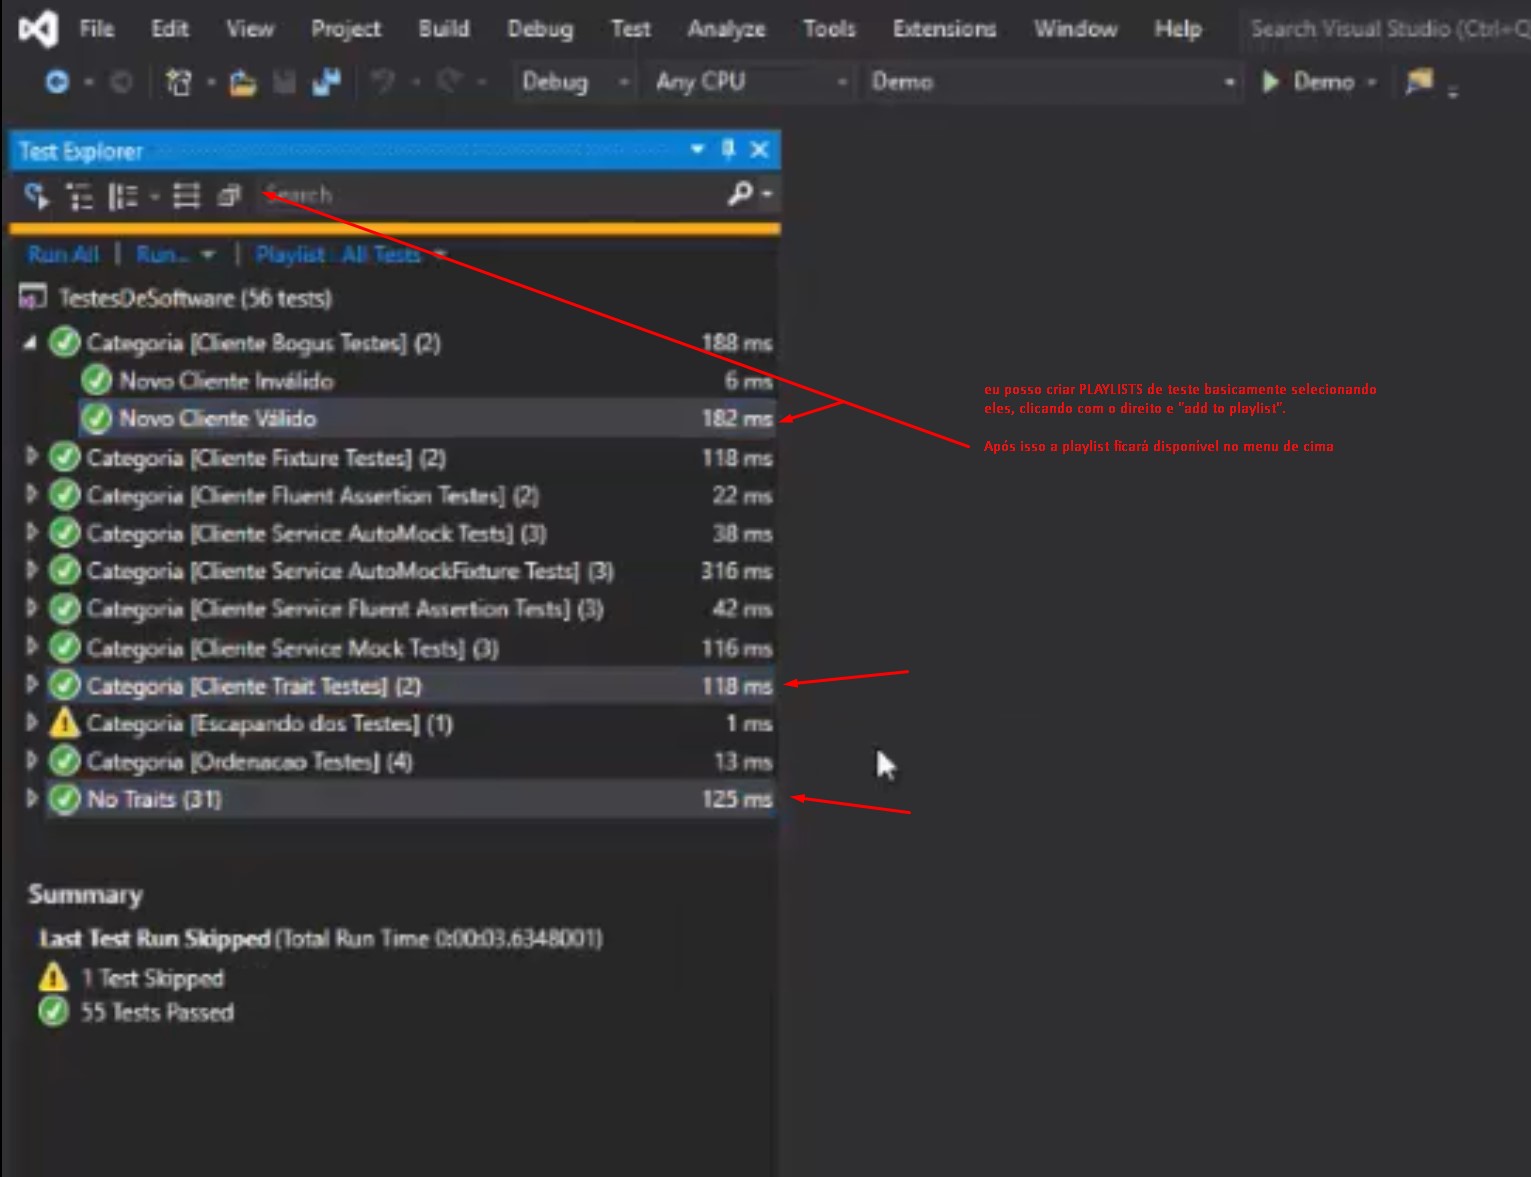 File Edit View Project Build Debug Test Analyze Tools Extensions Window Help Search Visual Studio (Ctrl+Q
Debug Any CPU Demo Demo
Test Explorer
Search
Run All | Run... | Playlist : All Tests
TestesDeSoftware (56 tests)
Categoria [Cliente Bogus Testes] (2) 188 ms
Novo Cliente Inválido 6 ms
Novo Cliente Válido 182 ms
Categoria [Cliente Fixture Testes] (2) 118 ms
Categoria [Cliente Fluent Assertion Testes] (2) 22 ms
Categoria [Cliente Service AutoMock Tests] (3) 38 ms
Categoria [Cliente Service AutoMockFixture Tests] (3) 316 ms
Categoria [Cliente Service Fluent Assertion Tests] (3) 42 ms
Categoria [Cliente Service Mock Tests] (3) 116 ms
Categoria [Cliente Trait Testes] (2) 118 ms
Categoria [Escapando dos Testes] (1) 1 ms
Categoria [Ordenacao Testes] (4) 13 ms
No Traits (31) 125 ms
eu posso criar PLAYLISTS de teste basicamente selecionando
eles, clicando com o direito e "add to playlist".
Após isso a playlist ficará disponível no menu de cima
Summary
Last Test Run Skipped (Total Run Time 0:00:03.6348001)
1 Test Skipped
55 Tests Passed